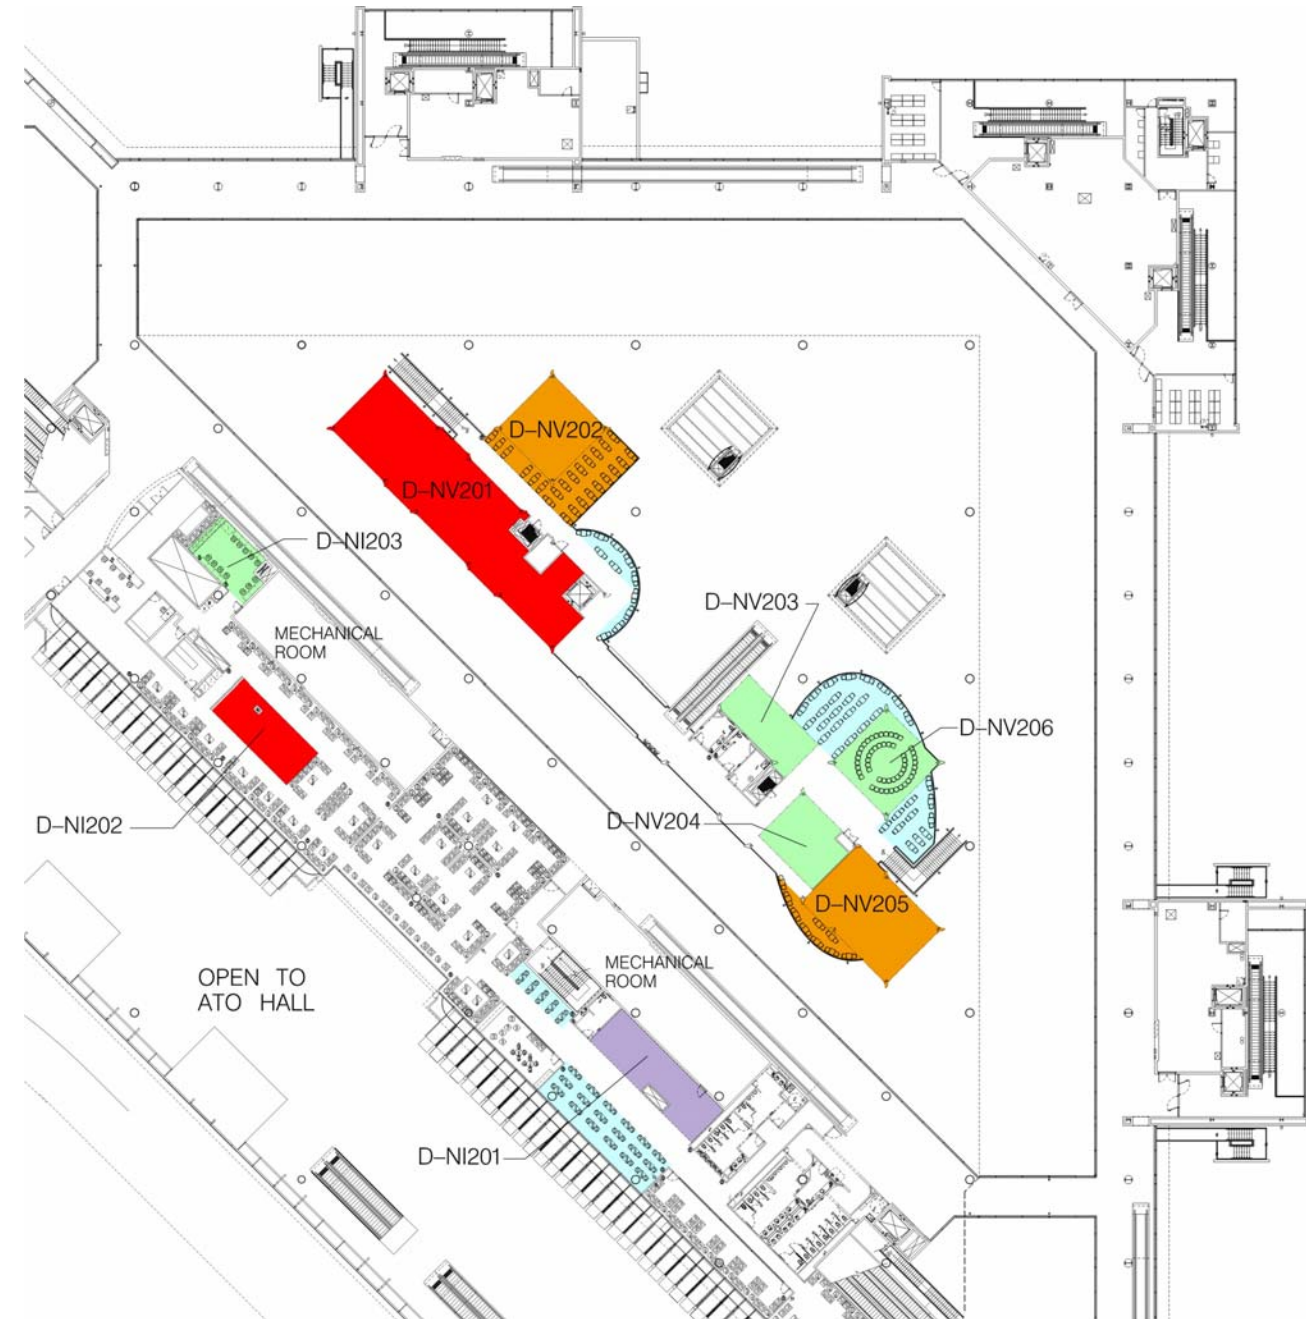 D–NV202
D–NV201
D–NI203
D–NV203
MECHANICAL
ROOM
D–NV206
D–NI202
D–NV204
D–NV205
OPEN TO
ATO HALL
MECHANICAL
ROOM
D–NI201